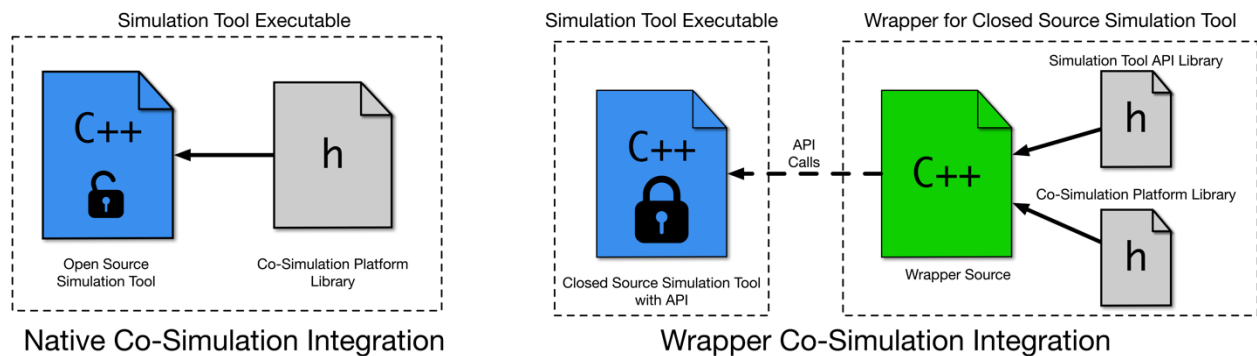 Simulation Tool Executable
C++
h
Open Source
Simulation Tool
Co-Simulation Platform
Library
Native Co-Simulation Integration
Simulation Tool Executable
C++
Closed Source Simulation Tool
with API
API
Calls
Wrapper for Closed Source Simulation Tool
C++
Wrapper Source
Simulation Tool API Library
h
Co-Simulation Platform Library
h
Wrapper Co-Simulation Integration